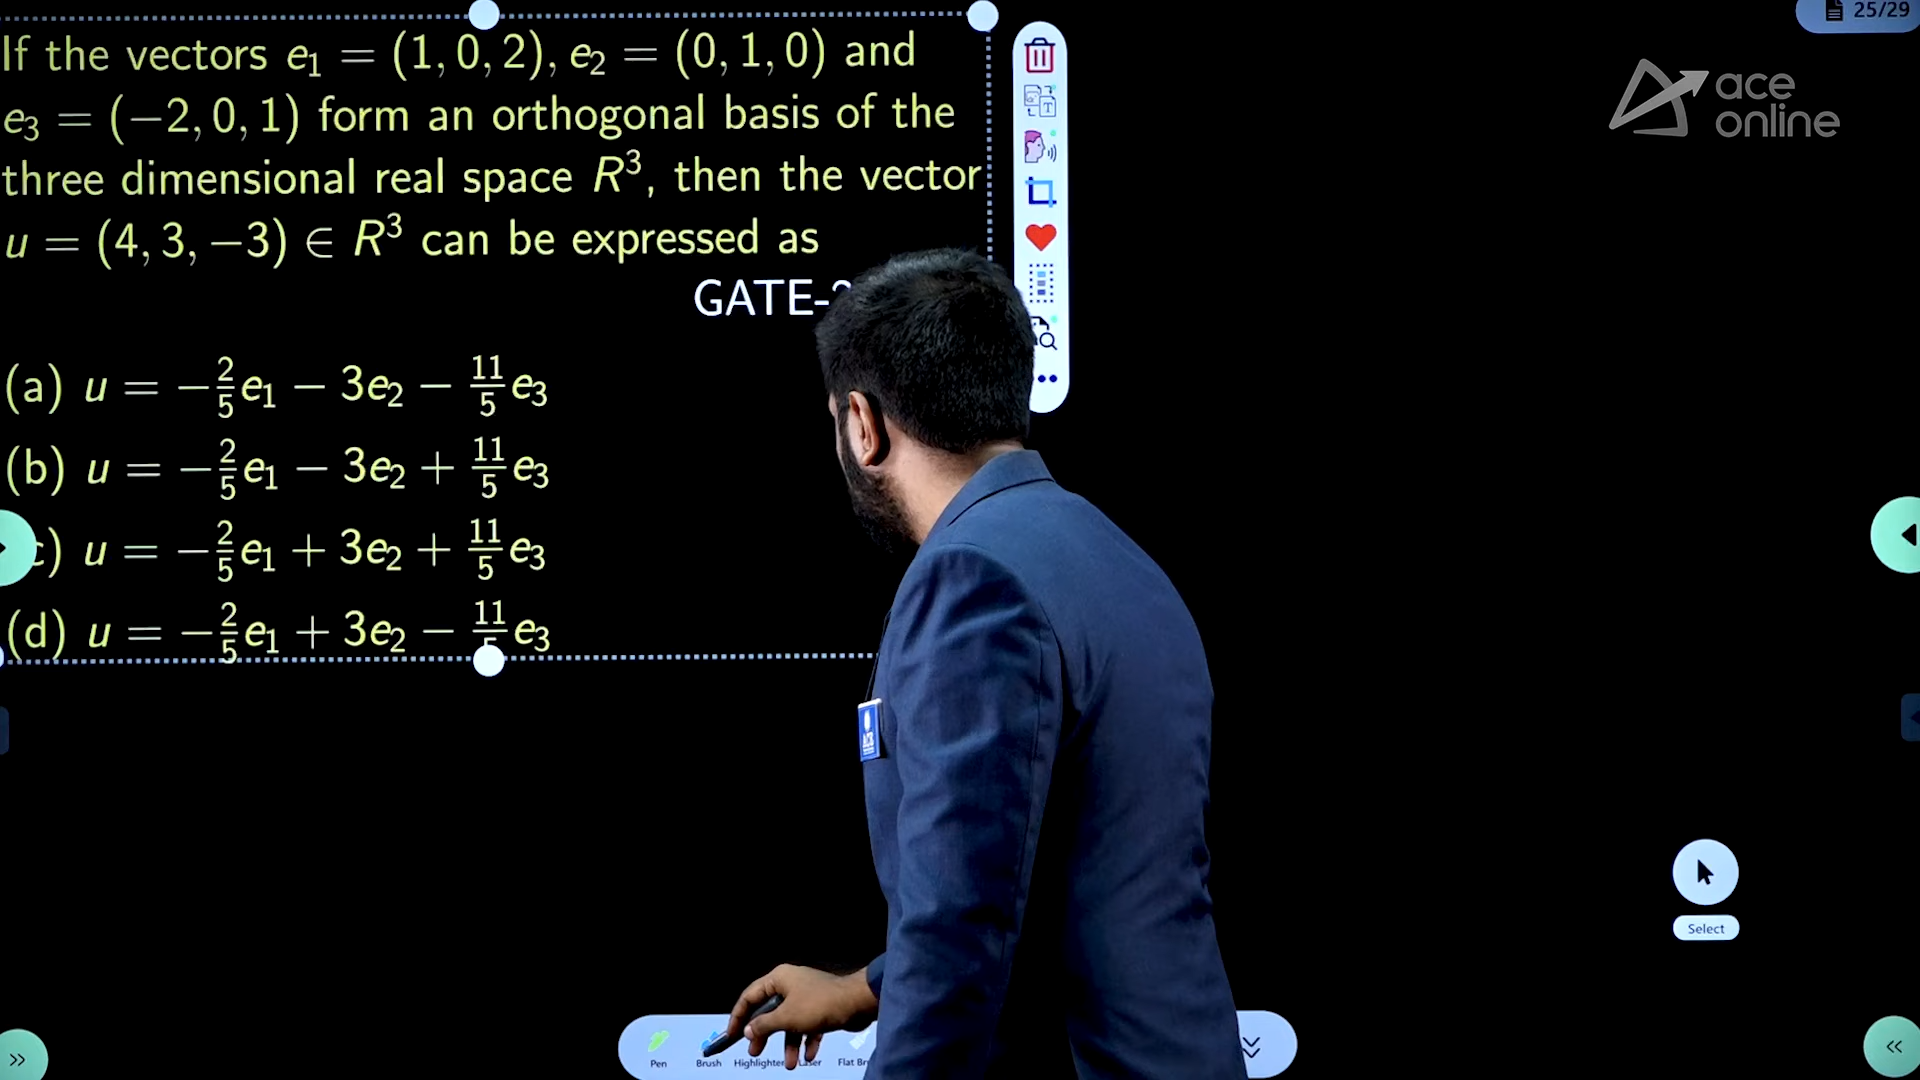 25/29
ace
online
If the vectors e₁ = (1, 0, 2), e₂ = (0, 1, 0) and
e₃ = (−2, 0, 1) form an orthogonal basis of the
three dimensional real space R³, then the vector
u = (4, 3, −3) ∈ R³ can be expressed as
GATE-
(a) u = −2/5 e₁ − 3e₂ − 11/5 e₃
(b) u = −2/5 e₁ − 3e₂ + 11/5 e₃
c) u = −2/5 e₁ + 3e₂ + 11/5 e₃
(d) u = −2/5 e₁ + 3e₂ − 11/5 e₃
Select
Pen Brush Highlighter Flat